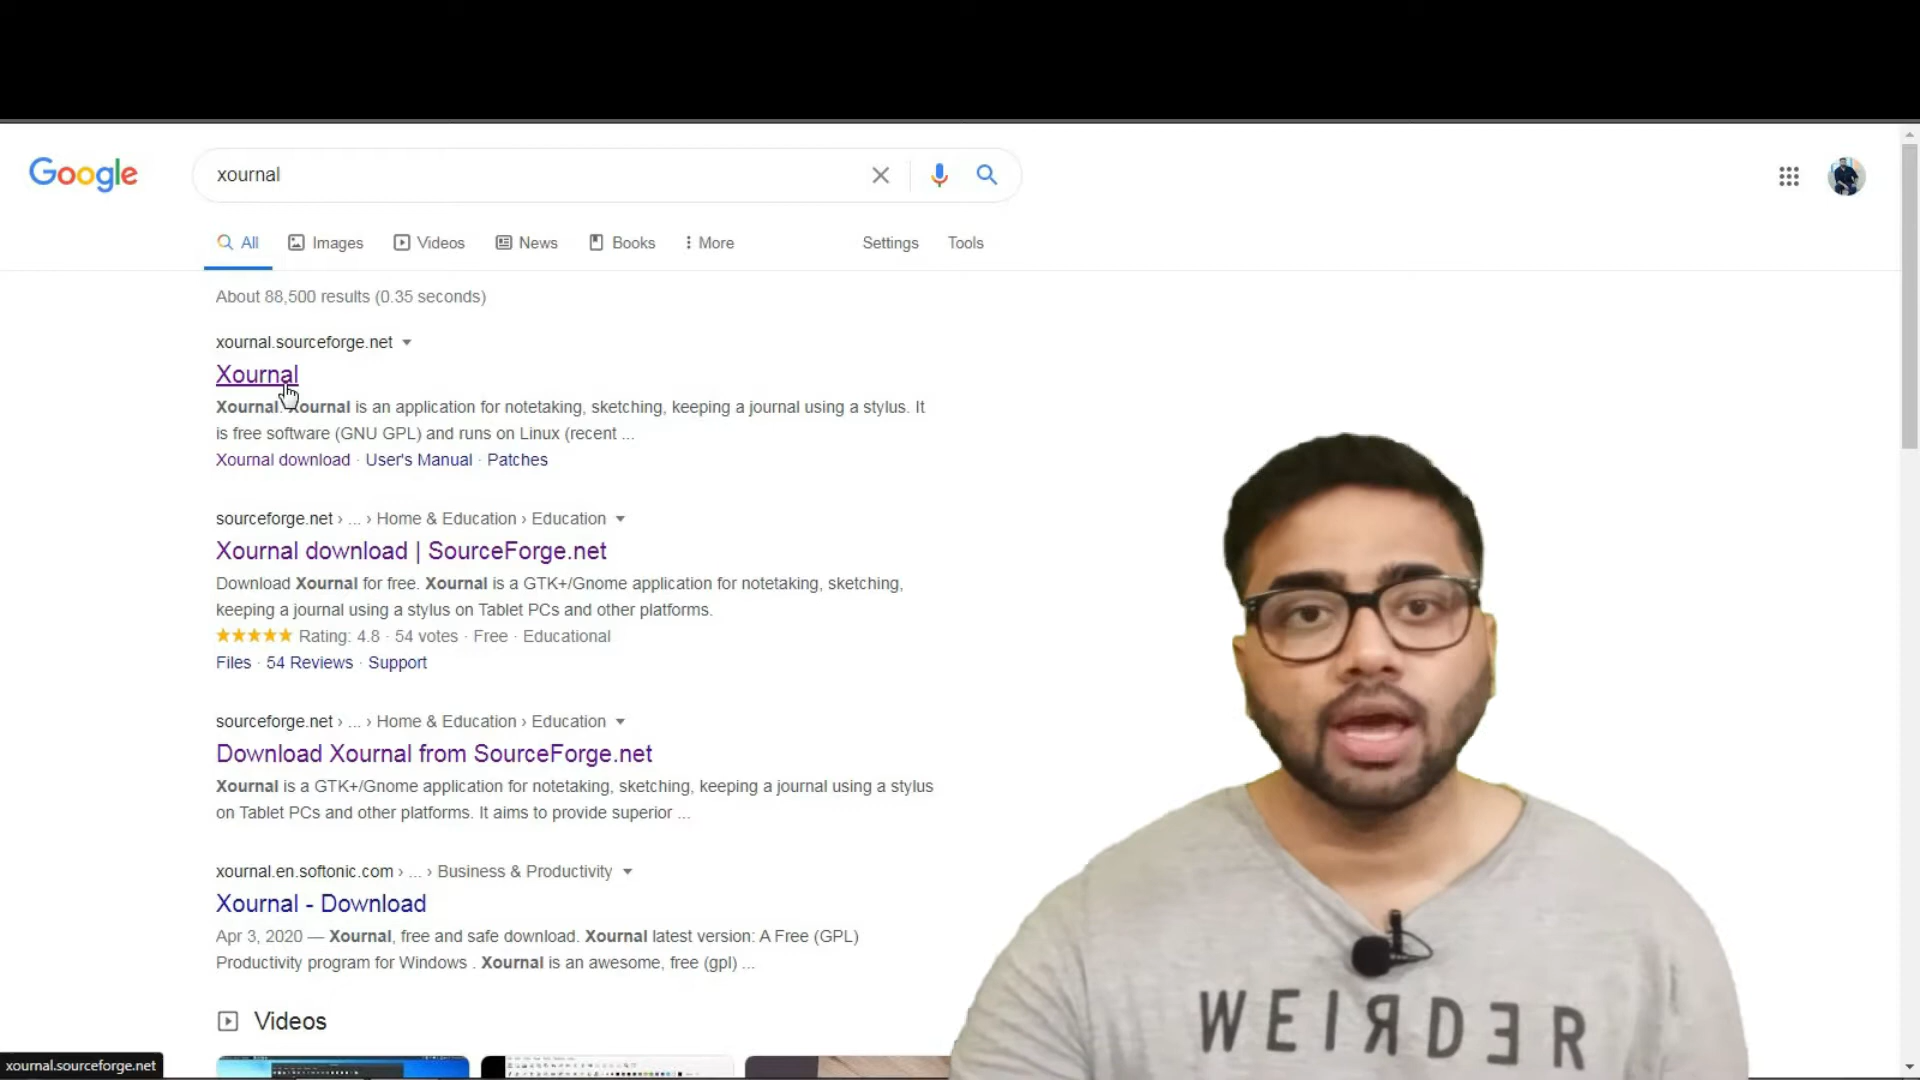 Google
xournal
All
Images
Videos
News
Books
More
Settings
Tools
About 88,500 results (0.35 seconds)
xournal.sourceforge.net
Xournal
Xournal. Xournal is an application for notetaking, sketching, keeping a journal using a stylus. It
is free software (GNU GPL) and runs on Linux (recent ...
Xournal download · User's Manual · Patches
sourceforge.net › ... › Home & Education › Education
Xournal download | SourceForge.net
Download Xournal for free. Xournal is a GTK+/Gnome application for notetaking, sketching,
keeping a journal using a stylus on Tablet PCs and other platforms.
Rating: 4.8 · 54 votes · Free · Educational
Files · 54 Reviews · Support
sourceforge.net › ... › Home & Education › Education
Download Xournal from SourceForge.net
Xournal is a GTK+/Gnome application for notetaking, sketching, keeping a journal using a stylus
on Tablet PCs and other platforms. It aims to provide superior ...
xournal.en.softonic.com › ... › Business & Productivity
Xournal - Download
Apr 3, 2020 — Xournal, free and safe download. Xournal latest version: A Free (GPL)
Productivity program for Windows . Xournal is an awesome, free (gpl) ...
Videos
xournal.sourceforge.net
WEIRDER